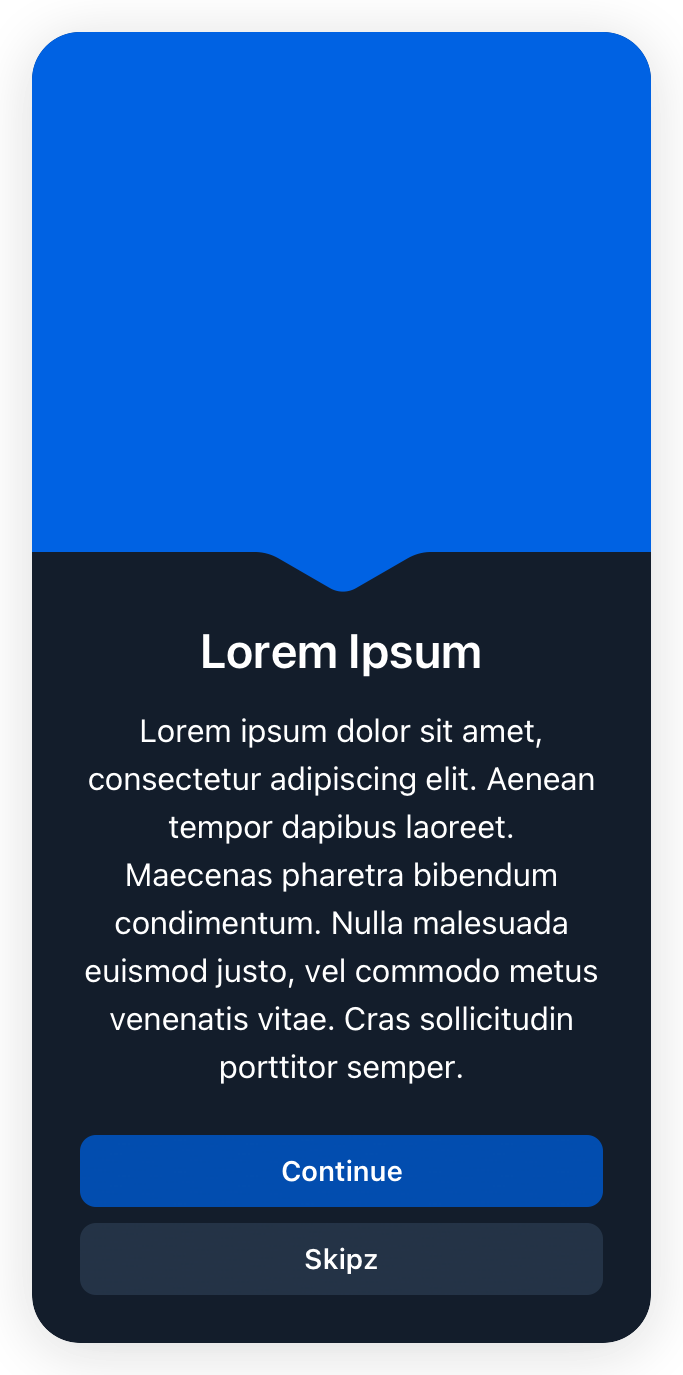 Lorem Ipsum
Lorem ipsum dolor sit amet,
consectetur adipiscing elit. Aenean
tempor dapibus laoreet.
Maecenas pharetra bibendum
condimentum. Nulla malesuada
euismod justo, vel commodo metus
venenatis vitae. Cras sollicitudin
porttitor semper.
Continue
Skipz